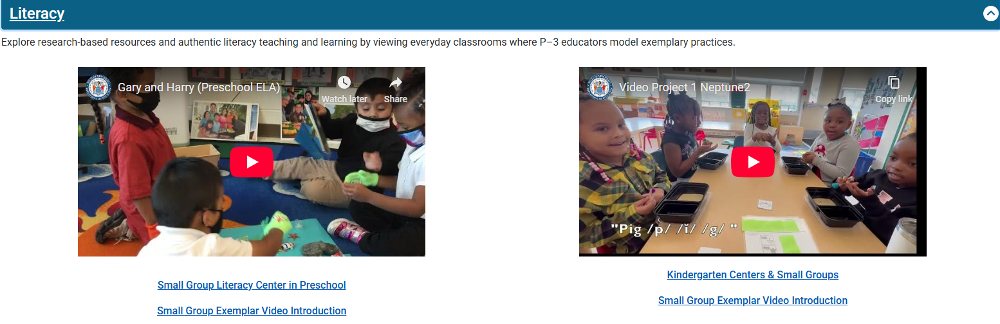 Literacy
Explore research-based resources and authentic literacy teaching and learning by viewing everyday classrooms where P–3 educators model exemplary practices.
Gary and Harry (Preschool ELA)
Watch later
Share
Video Project 1 Neptune2
Copy link
"Pig /p/ /ĭ/ /g/ "
Small Group Literacy Center in Preschool
Small Group Exemplar Video Introduction
Kindergarten Centers & Small Groups
Small Group Exemplar Video Introduction